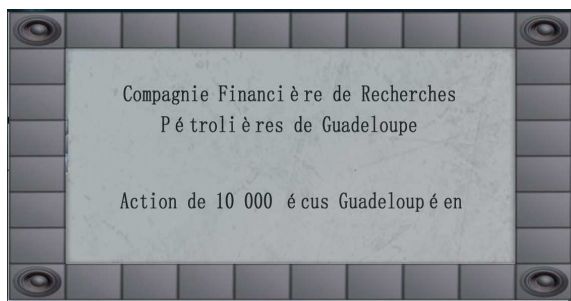 Compagnie Financière de Recherches
Pétrolières de Guadeloupe
Action de 10 000 écus Guadeloupéen